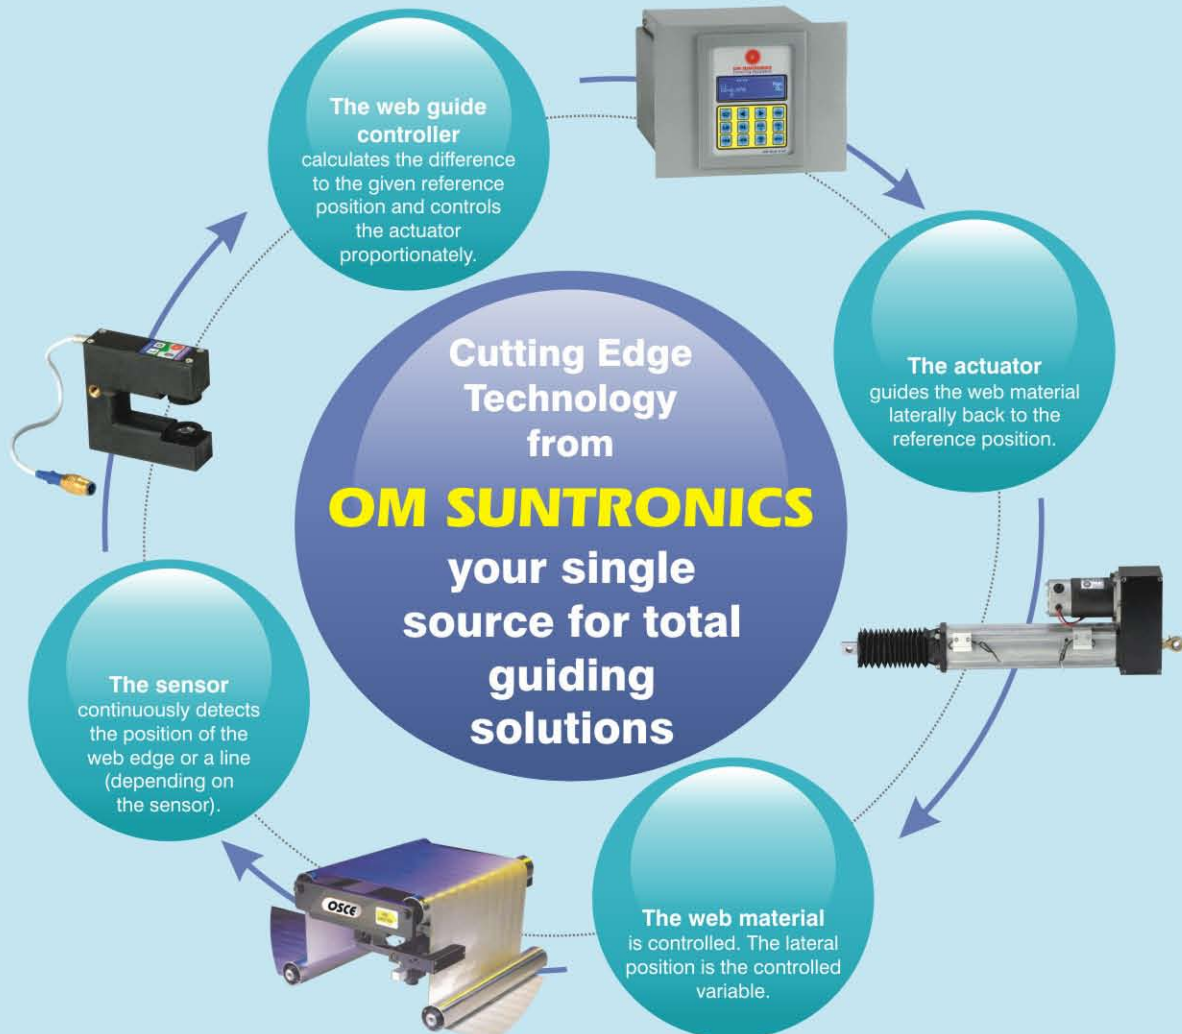 The web guide
controller
calculates the difference
to the given reference
position and controls
the actuator
proportionately.
OM SUNTRONICS
The actuator
guides the web material
laterally back to the
reference position.
Cutting Edge
Technology
from
OM SUNTRONICS
your single
source for total
guiding
solutions
The sensor
continuously detects
the position of the
web edge or a line
(depending on
the sensor).
OSCE
The web material
is controlled. The lateral
position is the controlled
variable.